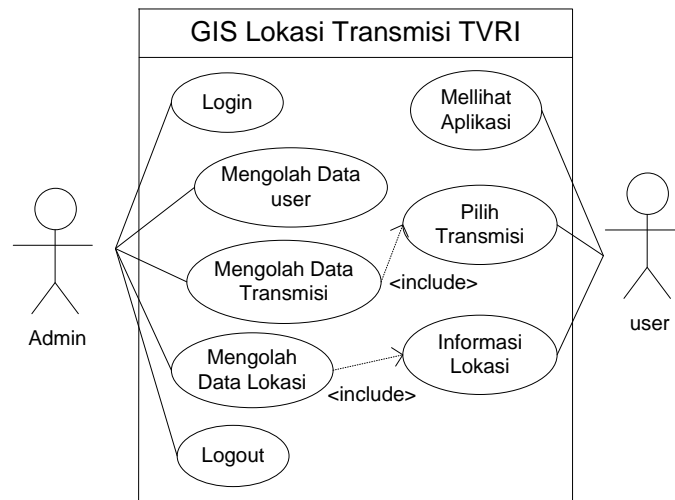 GIS Lokasi Transmisi TVRI
Login
Mellihat
Aplikasi
Mengolah Data
user
Pilih
Transmisi
Mengolah Data
Transmisi
<include>
Admin
user
Mengolah
Data Lokasi
Informasi
Lokasi
<include>
Logout